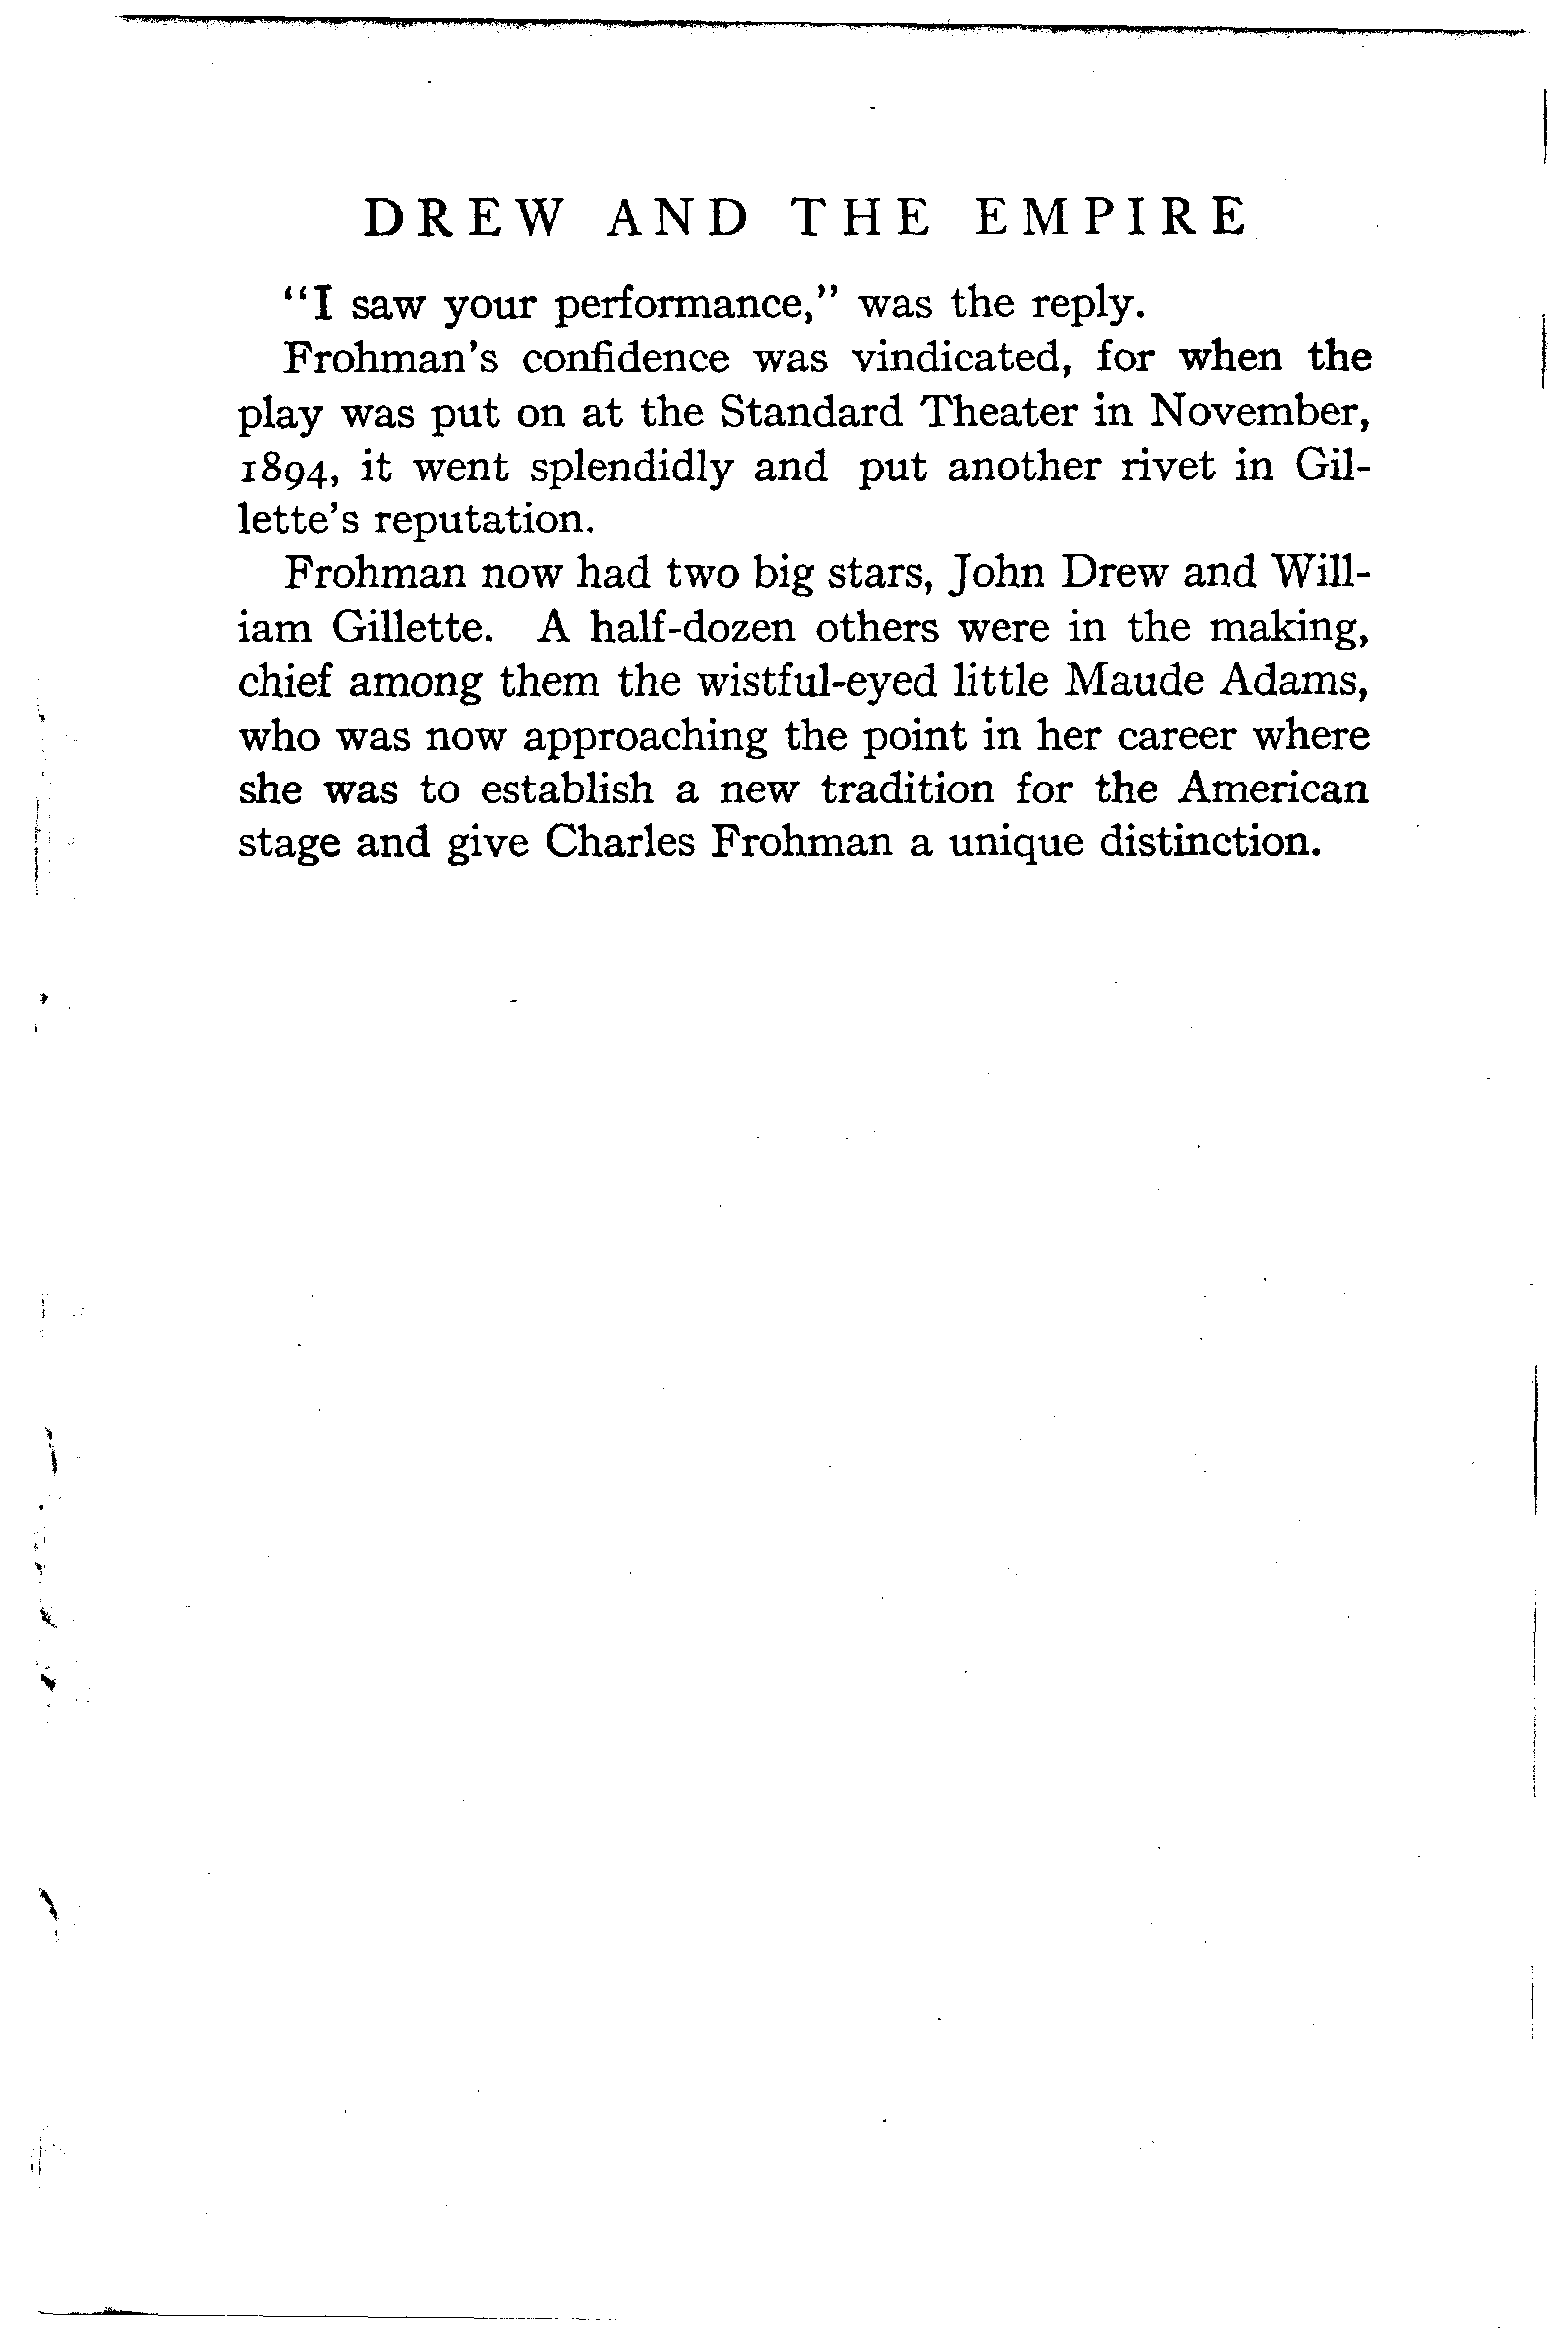 DREW AND THE EMPIRE
"I saw your performance," was the reply.
Frohman's confidence was vindicated, for when the
play was put on at the Standard Theater in November,
1894, it went splendidly and put another rivet in Gil-
lette's reputation.
Frohman now had two big stars, John Drew and Will-
iam Gillette. A half-dozen others were in the making,
chief among them the wistful-eyed little Maude Adams,
who was now approaching the point in her career where
she was to establish a new tradition for the American
stage and give Charles Frohman a unique distinction.